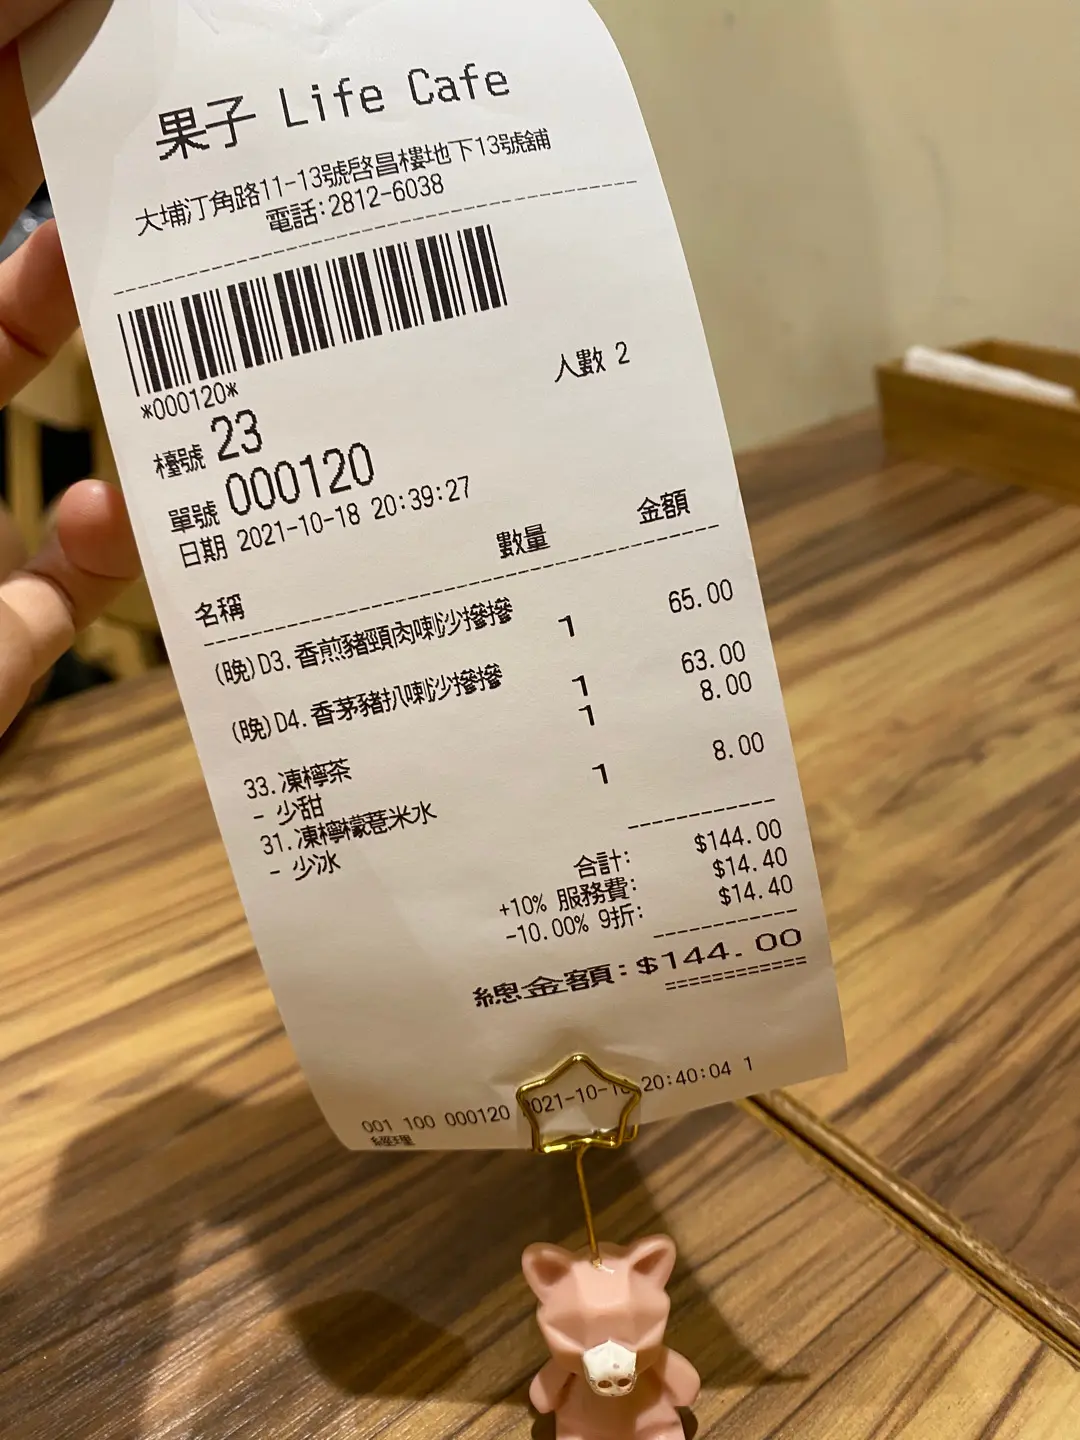 果子 Life Cafe
大埔汀角路11-13號啓昌樓地下13號舖
電話:2812-6038
*000120*
人數 2
檯號 23
單號 000120
日期 2021-10-18 20:39:27
名稱 數量 金額
(晚)D3.香煎豬頸肉喇沙撈撈 1 65.00
(晚)D4.香茅豬扒喇沙撈撈 1 63.00
33.凍檸茶 1 8.00
- 少甜
31.凍檸檬薏米水 1 8.00
- 少冰
合計: $144.00
+10% 服務費: $14.40
-10.00% 9折: $14.40
總金額:$144.00
001 100 000120 2021-10-18 20:40:04 1
經理